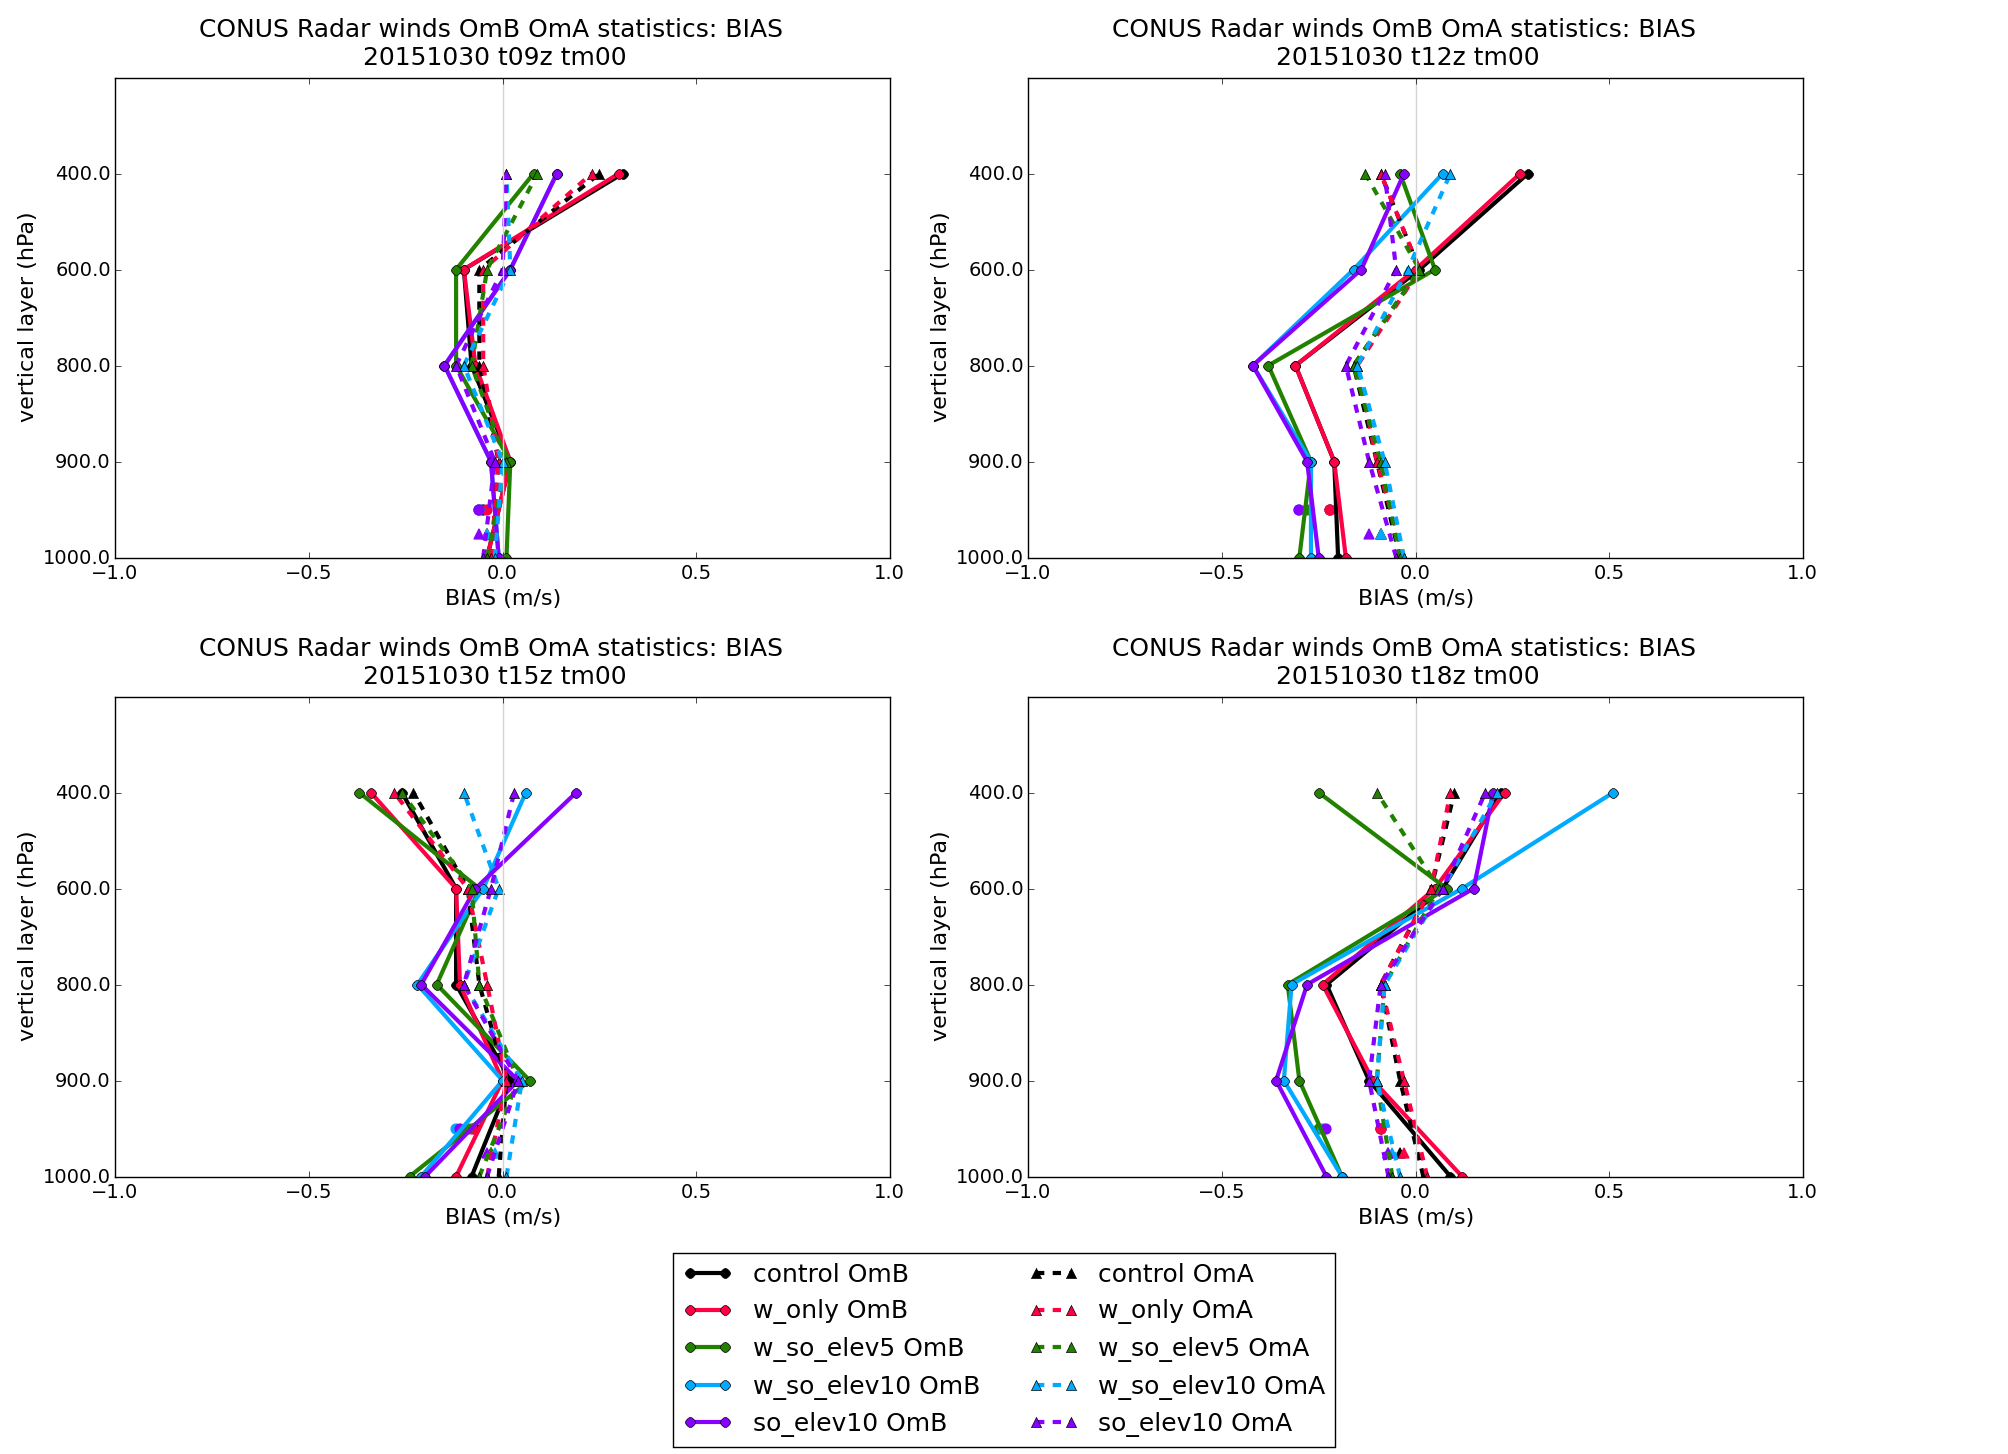 CONUS Radar winds OmB OmA statistics: BIAS
20151030 t09z tm00
400.0
600.0
800.0
900.0
1000.0
vertical layer (hPa)
−1.0 −0.5 0.0 0.5 1.0
BIAS (m/s)
CONUS Radar winds OmB OmA statistics: BIAS
20151030 t12z tm00
400.0
600.0
800.0
900.0
1000.0
vertical layer (hPa)
−1.0 −0.5 0.0 0.5 1.0
BIAS (m/s)
CONUS Radar winds OmB OmA statistics: BIAS
20151030 t15z tm00
400.0
600.0
800.0
900.0
1000.0
vertical layer (hPa)
−1.0 −0.5 0.0 0.5 1.0
BIAS (m/s)
CONUS Radar winds OmB OmA statistics: BIAS
20151030 t18z tm00
400.0
600.0
800.0
900.0
1000.0
vertical layer (hPa)
−1.0 −0.5 0.0 0.5 1.0
BIAS (m/s)
control OmB control OmA
w_only OmB w_only OmA
w_so_elev5 OmB w_so_elev5 OmA
w_so_elev10 OmB w_so_elev10 OmA
so_elev10 OmB so_elev10 OmA